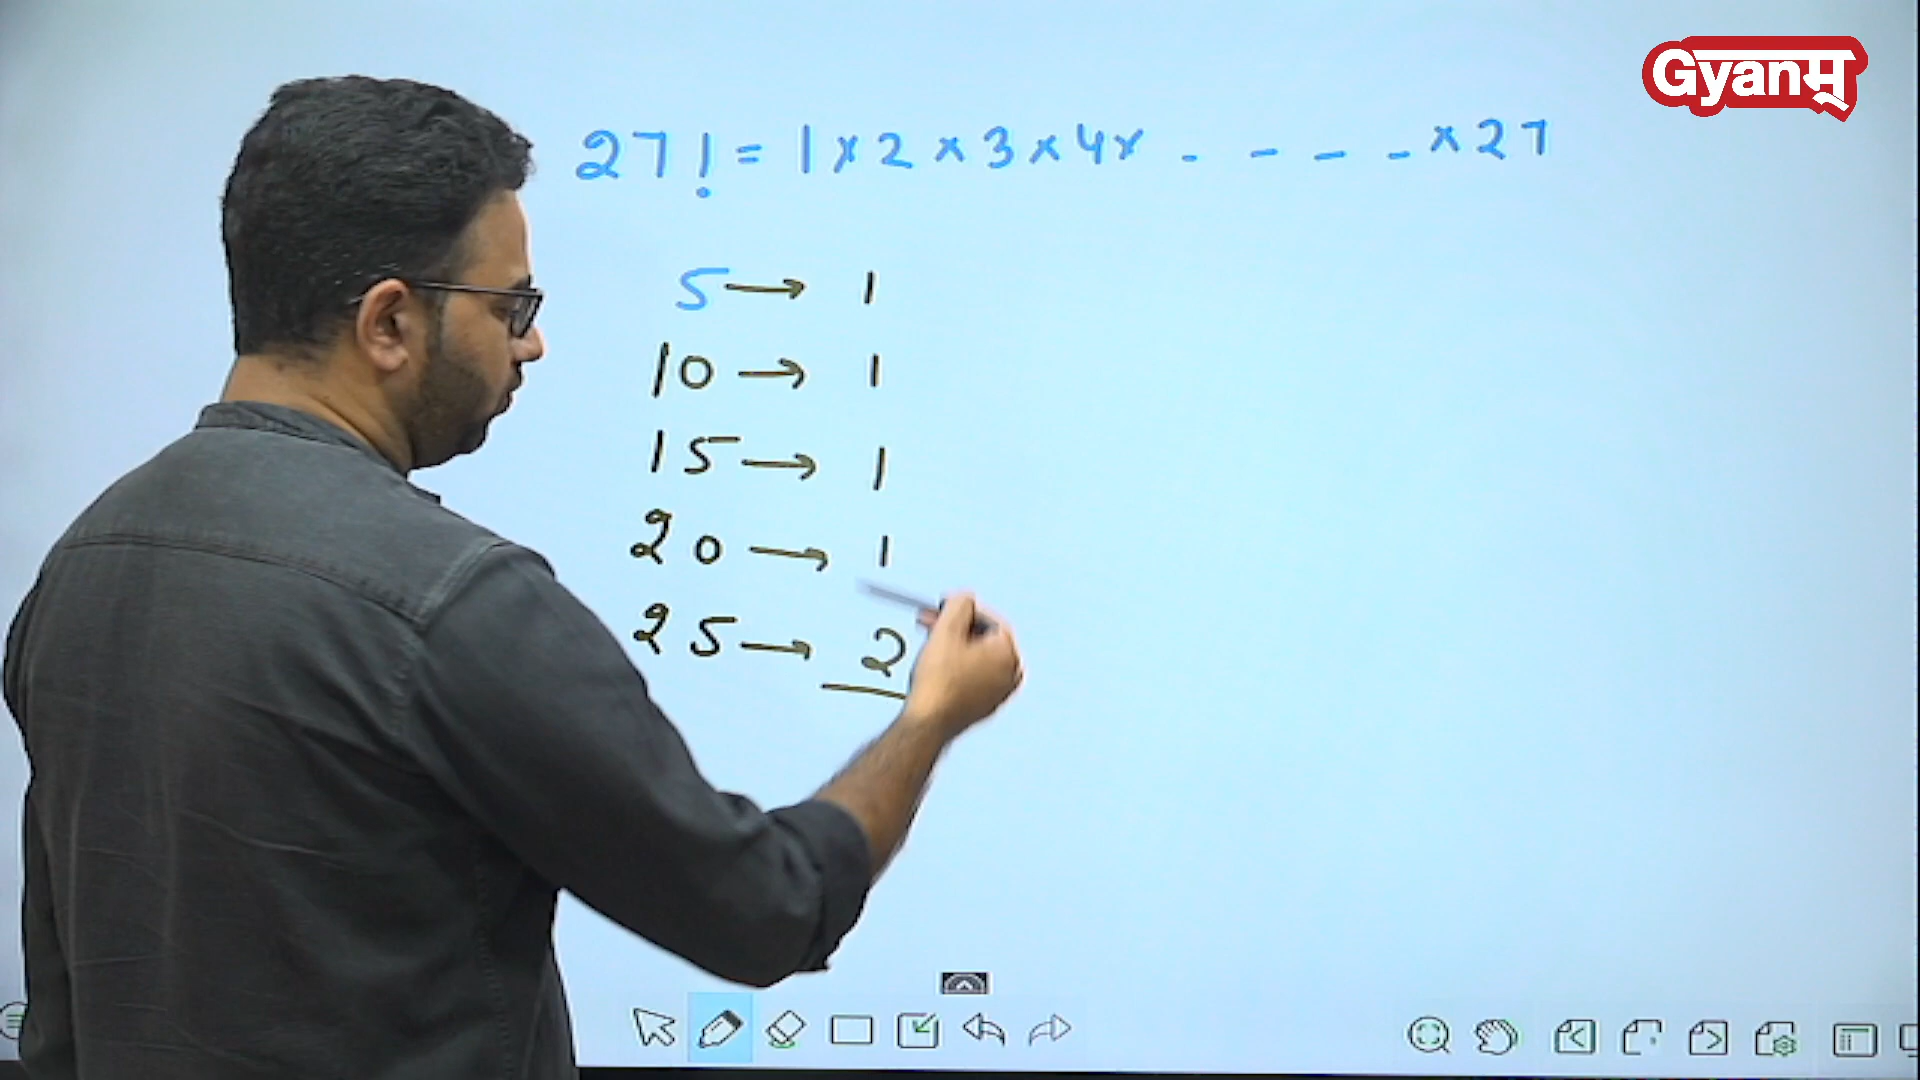 Gyanम्
27! = 1 x 2 x 3 x 4 x . - - - - x 27
5 → 1
10 → 1
15 → 1
20 → 1
25 → 2